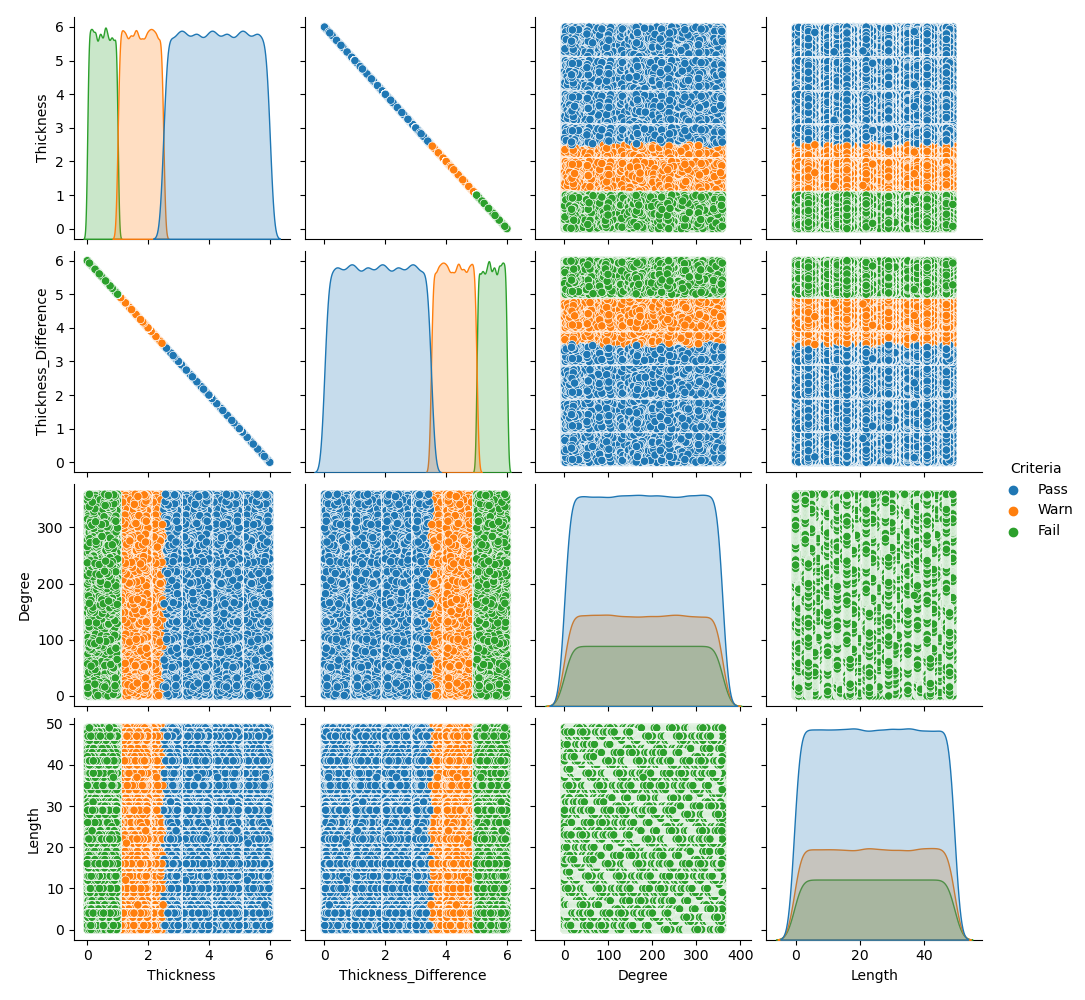 6
5
4
3
2
1
0
Thickness
6
5
4
3
2
1
0
Thickness_Difference
Criteria
Pass
Warn
Fail
300
200
100
0
Degree
50
40
30
20
10
0
Length
0 2 4 6
0 2 4 6
0 100 200 300 400
0 20 40
Thickness
Thickness_Difference
Degree
Length